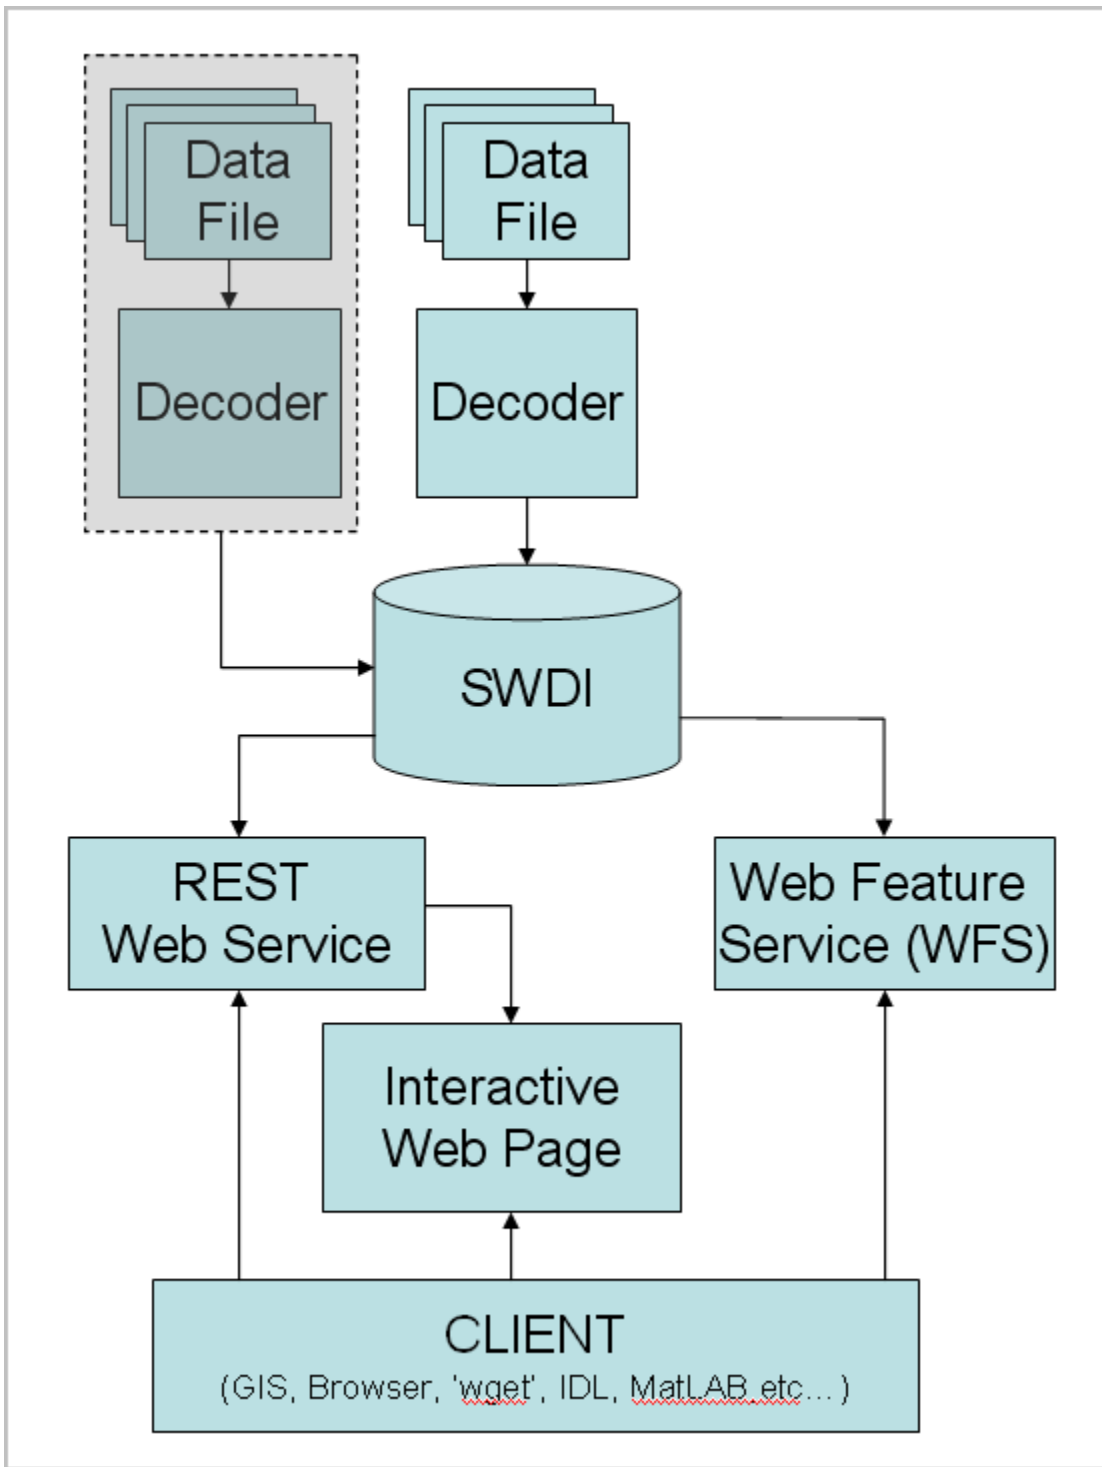 Data
File
Data
File
Decoder
Decoder
SWDI
REST
Web Service
Web Feature
Service (WFS)
Interactive
Web Page
CLIENT
(GIS, Browser, 'wget', IDL, MatLAB,etc...)